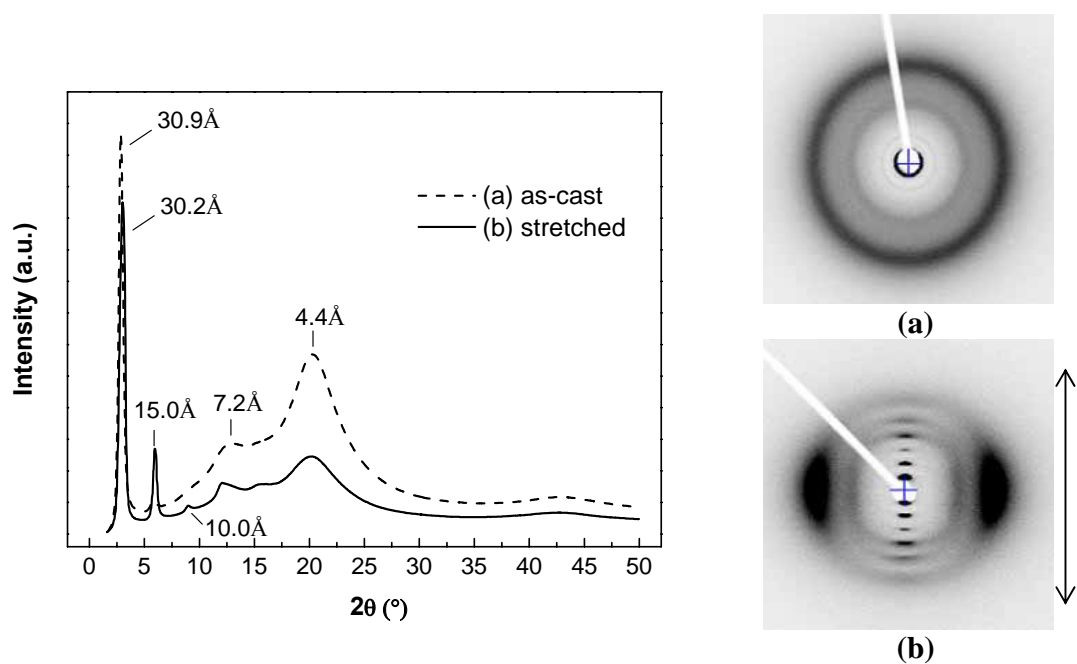 30.9Å
30.2Å
(a) as-cast
(b) stretched
4.4Å
15.0Å
7.2Å
10.0Å
Intensity (a.u.)
0 5 10 15 20 25 30 35 40 45 50
2θ (°)
(a)
(b)